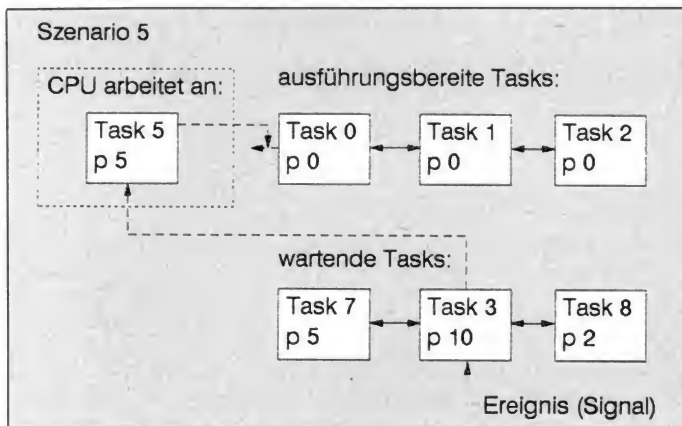 Szenario 5
CPU arbeitet an:
ausführungsbereite Tasks:
Task 5
p 5
Task 0
p 0
Task 1
p 0
Task 2
p 0
wartende Tasks:
Task 7
p 5
Task 3
p 10
Task 8
p 2
Ereignis (Signal)